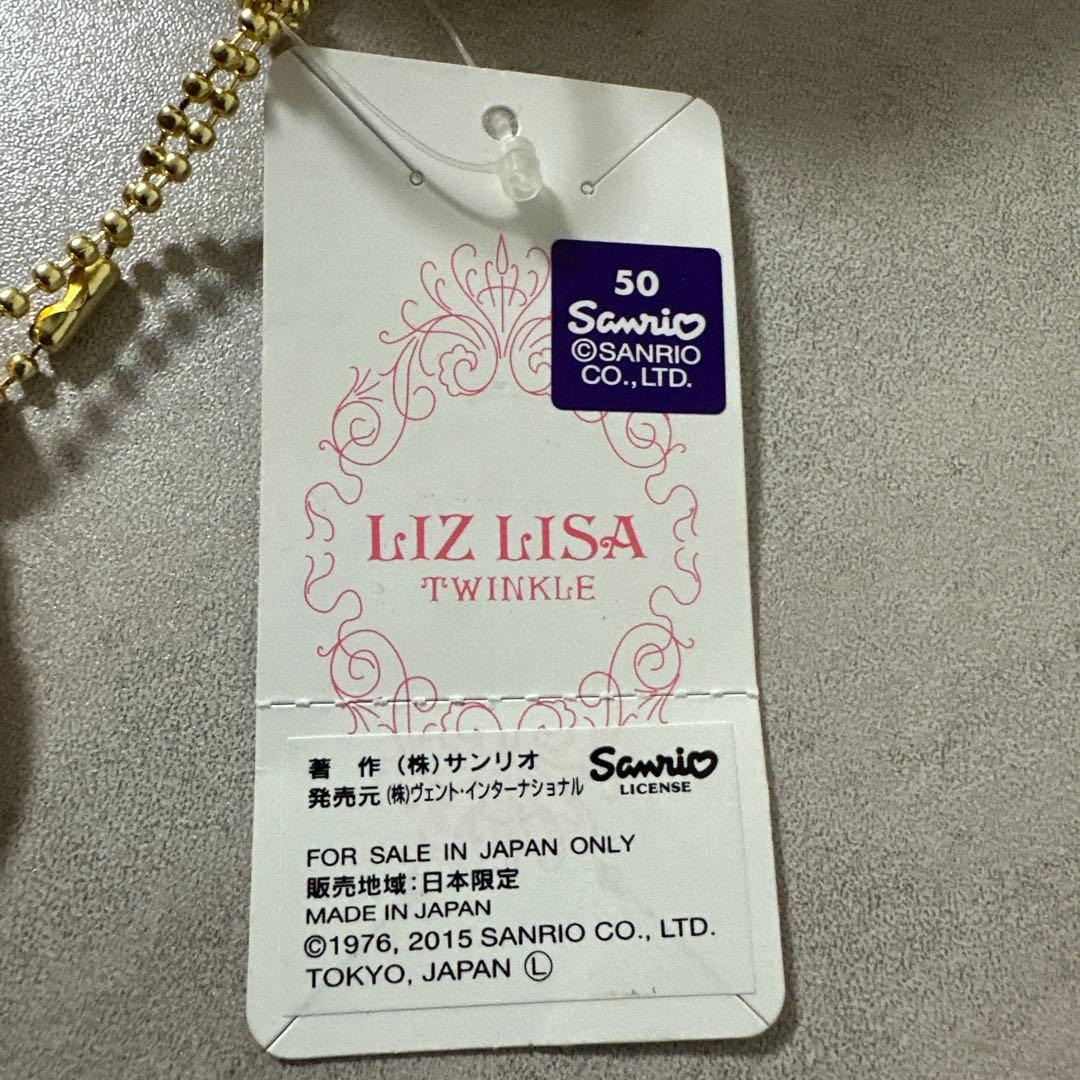 50
Sanrio
©SANRIO
CO.,LTD.
LIZ LISA
TWINKLE
著 作 (株)サンリオ
発売元 (株)ヴェント・インターナショナル
Sanrio
LICENSE
FOR SALE IN JAPAN ONLY
販売地域:日本限定
MADE IN JAPAN
©1976, 2015 SANRIO CO., LTD.
TOKYO, JAPAN Ⓛ